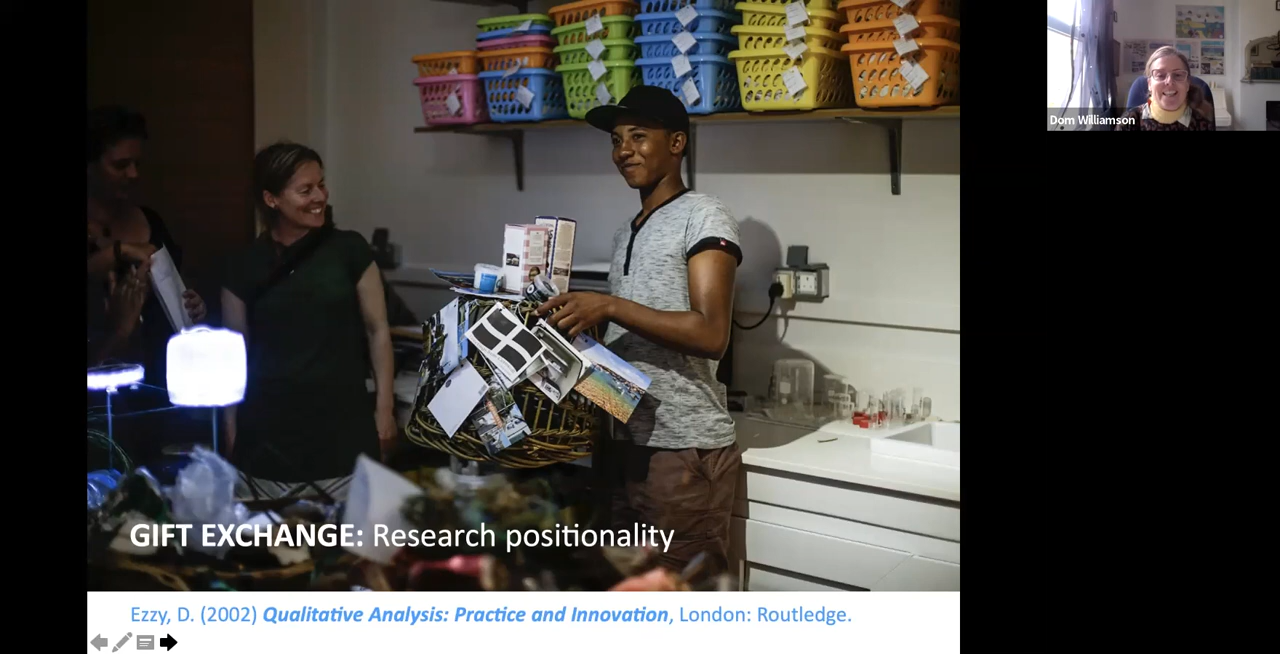 Dom Williamson
GIFT EXCHANGE: Research positionality
Ezzy, D. (2002) Qualitative Analysis: Practice and Innovation, London: Routledge.